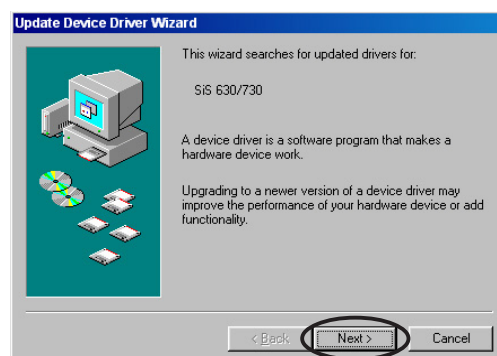 Update Device Driver Wizard
This wizard searches for updated drivers for:
SiS 630/730
A device driver is a software program that makes a
hardware device work.
Upgrading to a newer version of a device driver may
improve the performance of your hardware device or add
functionality.
< Back
Next >
Cancel